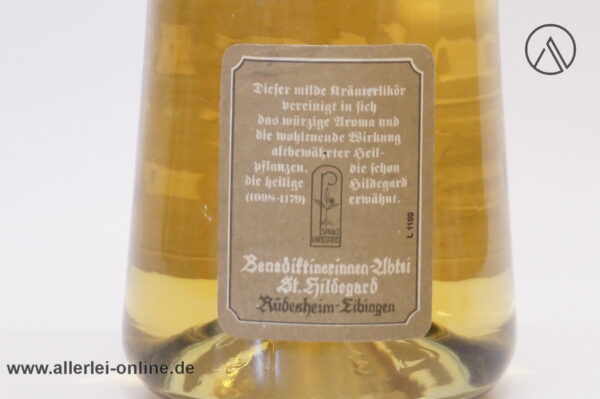 Dieser milde Kräuterlikör
vereinigt in sich
das würzige Aroma und
die wohltuende Wirkung
altbewährter Heil-
pflanzen, die schon
die heilige Hildegard
(1098-1179) erwähnt.
L 1100
Benediktinerinnen-Abtei
St. Hildegard
Rüdesheim-Eibingen
www.allerlei-online.de